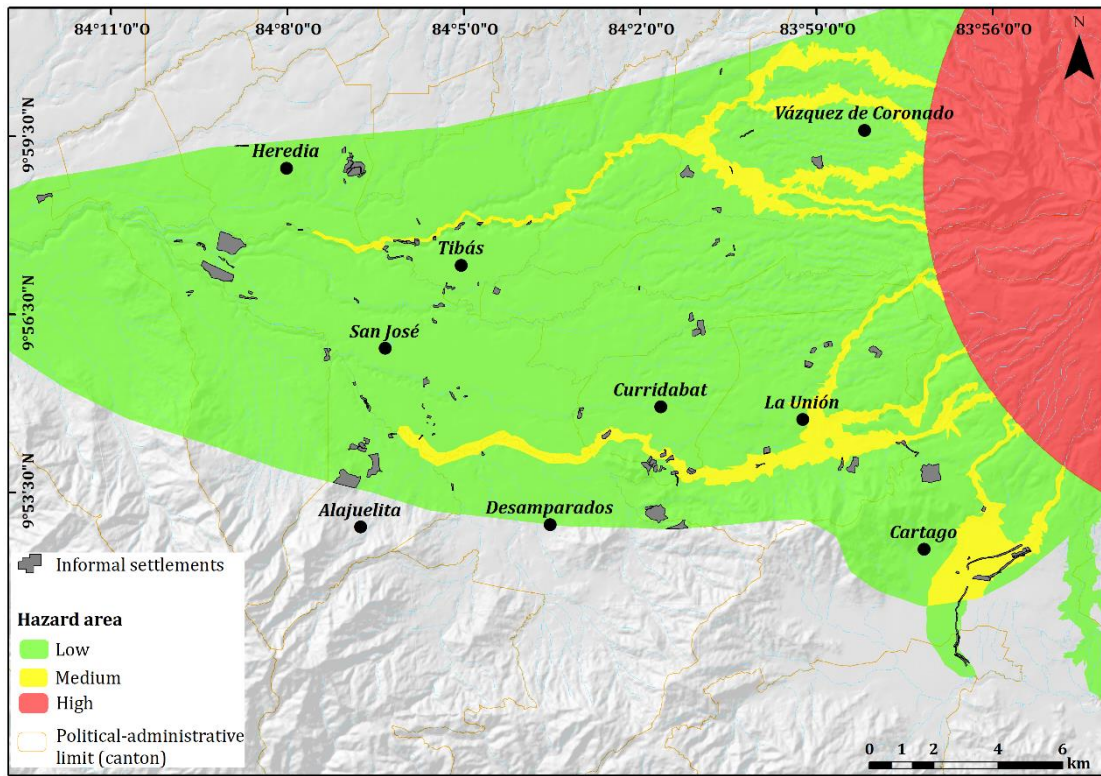 84°11'0"O 84°8'0"O 84°5'0"O 84°2'0"O 83°59'0"O 83°56'0"O
N
9°59'30"N
Vázquez de Coronado
Heredia
Tibás
9°56'30"N
San José
Curridabat
La Unión
9°53'30"N
Alajuelita
Desamparados
Cartago
Informal settlements
Hazard area
Low
Medium
High
Political-administrative
limit (canton)
0 1 2 4 6
km